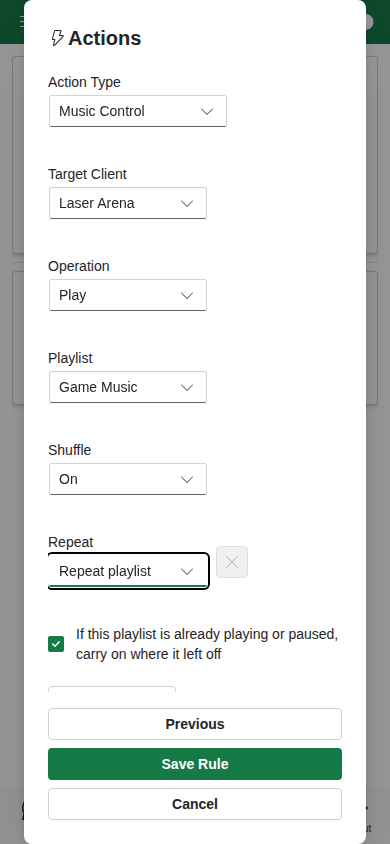 Actions
Action Type
Music Control
Target Client
Laser Arena
Operation
Play
Playlist
Game Music
Shuffle
On
Repeat
Repeat playlist
If this playlist is already playing or paused,
carry on where it left off
Previous
Save Rule
Cancel